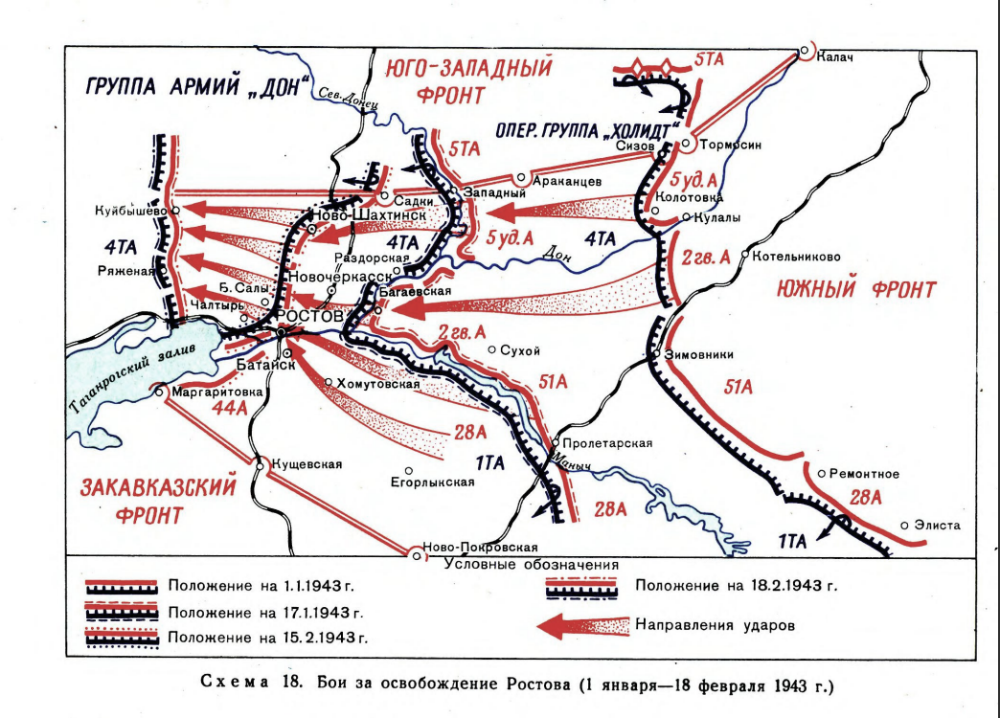 ГРУППА АРМИЙ „ДОН“
ЮГО-ЗАПАДНЫЙ
ФРОНТ
5ТА
Калач
Сев. Донец
ОПЕР. ГРУППА „ХОЛИДТ“
Сизов
Тормосин
5ТА
Араканцев
Западный
5 уд. А
Садки
Колотовка
Куйбышево
Ново-Шахтинск
Кулалы
4ТА
5 уд. А
4ТА
4ТА
Раздорская
Дон
2 гв. А
Котельниково
Ряженая
Новочеркасск
Б. Салы
Багаевская
ЮЖНЫЙ ФРОНТ
Чалтырь
РОСТОВ
2 гв. А
Сухой
Таганрогский залив
Батайск
Зимовники
Маргаритовка
Хомутовская
51А
51А
44А
28А
Пролетарская
1ТА
Маныч
Кущевская
Егорлыкская
Ремонтное
ЗАКАВКАЗСКИЙ
ФРОНТ
28А
28А
Элиста
1ТА
Ново-Покровская
Условные обозначения
Положение на 1.1.1943 г.
Положение на 18.2.1943 г.
Положение на 17.1.1943 г.
Направления ударов
Положение на 15.2.1943 г.
Схема 18. Бои за освобождение Ростова (1 января—18 февраля 1943 г.)